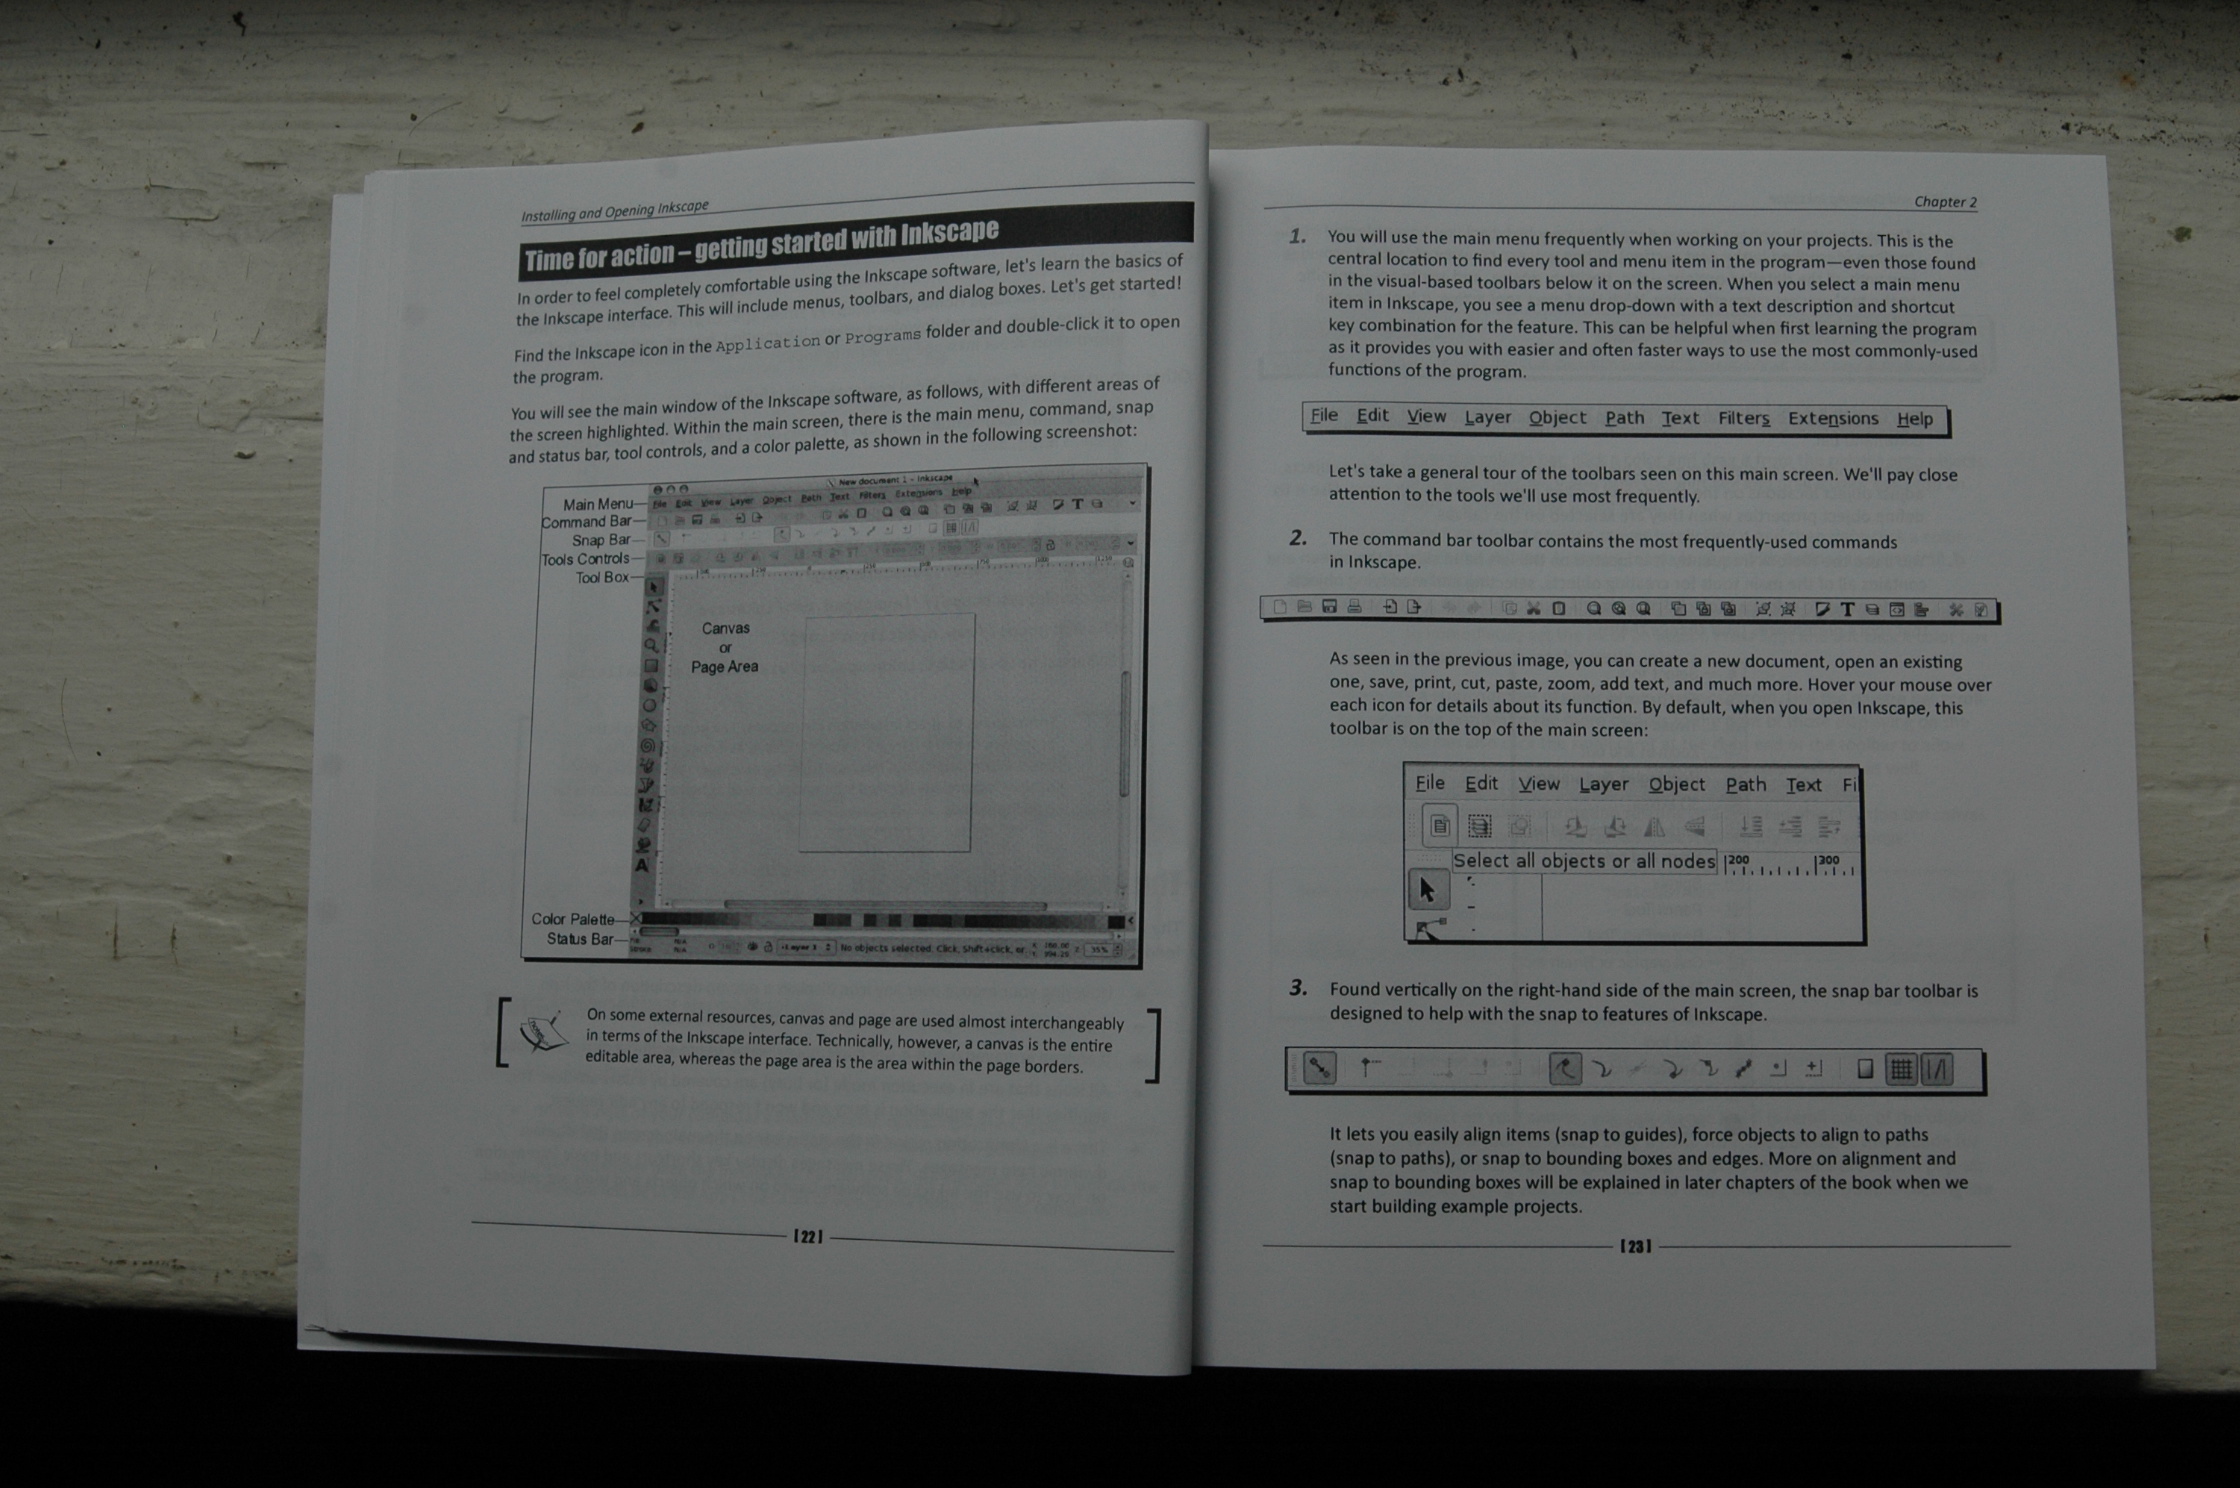 Installing and Opening Inkscape
Time for action – getting started with Inkscape
In order to feel completely comfortable using the Inkscape software, let's learn the basics of
the Inkscape interface. This will include menus, toolbars, and dialog boxes. Let's get started!
Find the Inkscape icon in the Application or Programs folder and double-click it to open
the program.
You will see the main window of the Inkscape software, as follows, with different areas of
the screen highlighted. Within the main screen, there is the main menu, command, snap
and status bar, tool controls, and a color palette, as shown in the following screenshot:
New document 1 - Inkscape
Main Menu
File Edit View Layer Object Path Text Filters Extensions Help
Command Bar
Snap Bar
Tools Controls
Tool Box
Canvas
or
Page Area
Color Palette
Status Bar
No objects selected. Click, Shift+click, or
35%
On some external resources, canvas and page are used almost interchangeably
in terms of the Inkscape interface. Technically, however, a canvas is the entire
editable area, whereas the page area is the area within the page borders.
[ 22 ]
Chapter 2
1. You will use the main menu frequently when working on your projects. This is the
central location to find every tool and menu item in the program—even those found
in the visual-based toolbars below it on the screen. When you select a main menu
item in Inkscape, you see a menu drop-down with a text description and shortcut
key combination for the feature. This can be helpful when first learning the program
as it provides you with easier and often faster ways to use the most commonly-used
functions of the program.
File Edit View Layer Object Path Text Filters Extensions Help
Let's take a general tour of the toolbars seen on this main screen. We'll pay close
attention to the tools we'll use most frequently.
2. The command bar toolbar contains the most frequently-used commands
in Inkscape.
As seen in the previous image, you can create a new document, open an existing
one, save, print, cut, paste, zoom, add text, and much more. Hover your mouse over
each icon for details about its function. By default, when you open Inkscape, this
toolbar is on the top of the main screen:
File Edit View Layer Object Path Text Fi
Select all objects or all nodes
200 300
3. Found vertically on the right-hand side of the main screen, the snap bar toolbar is
designed to help with the snap to features of Inkscape.
It lets you easily align items (snap to guides), force objects to align to paths
(snap to paths), or snap to bounding boxes and edges. More on alignment and
snap to bounding boxes will be explained in later chapters of the book when we
start building example projects.
[ 23 ]